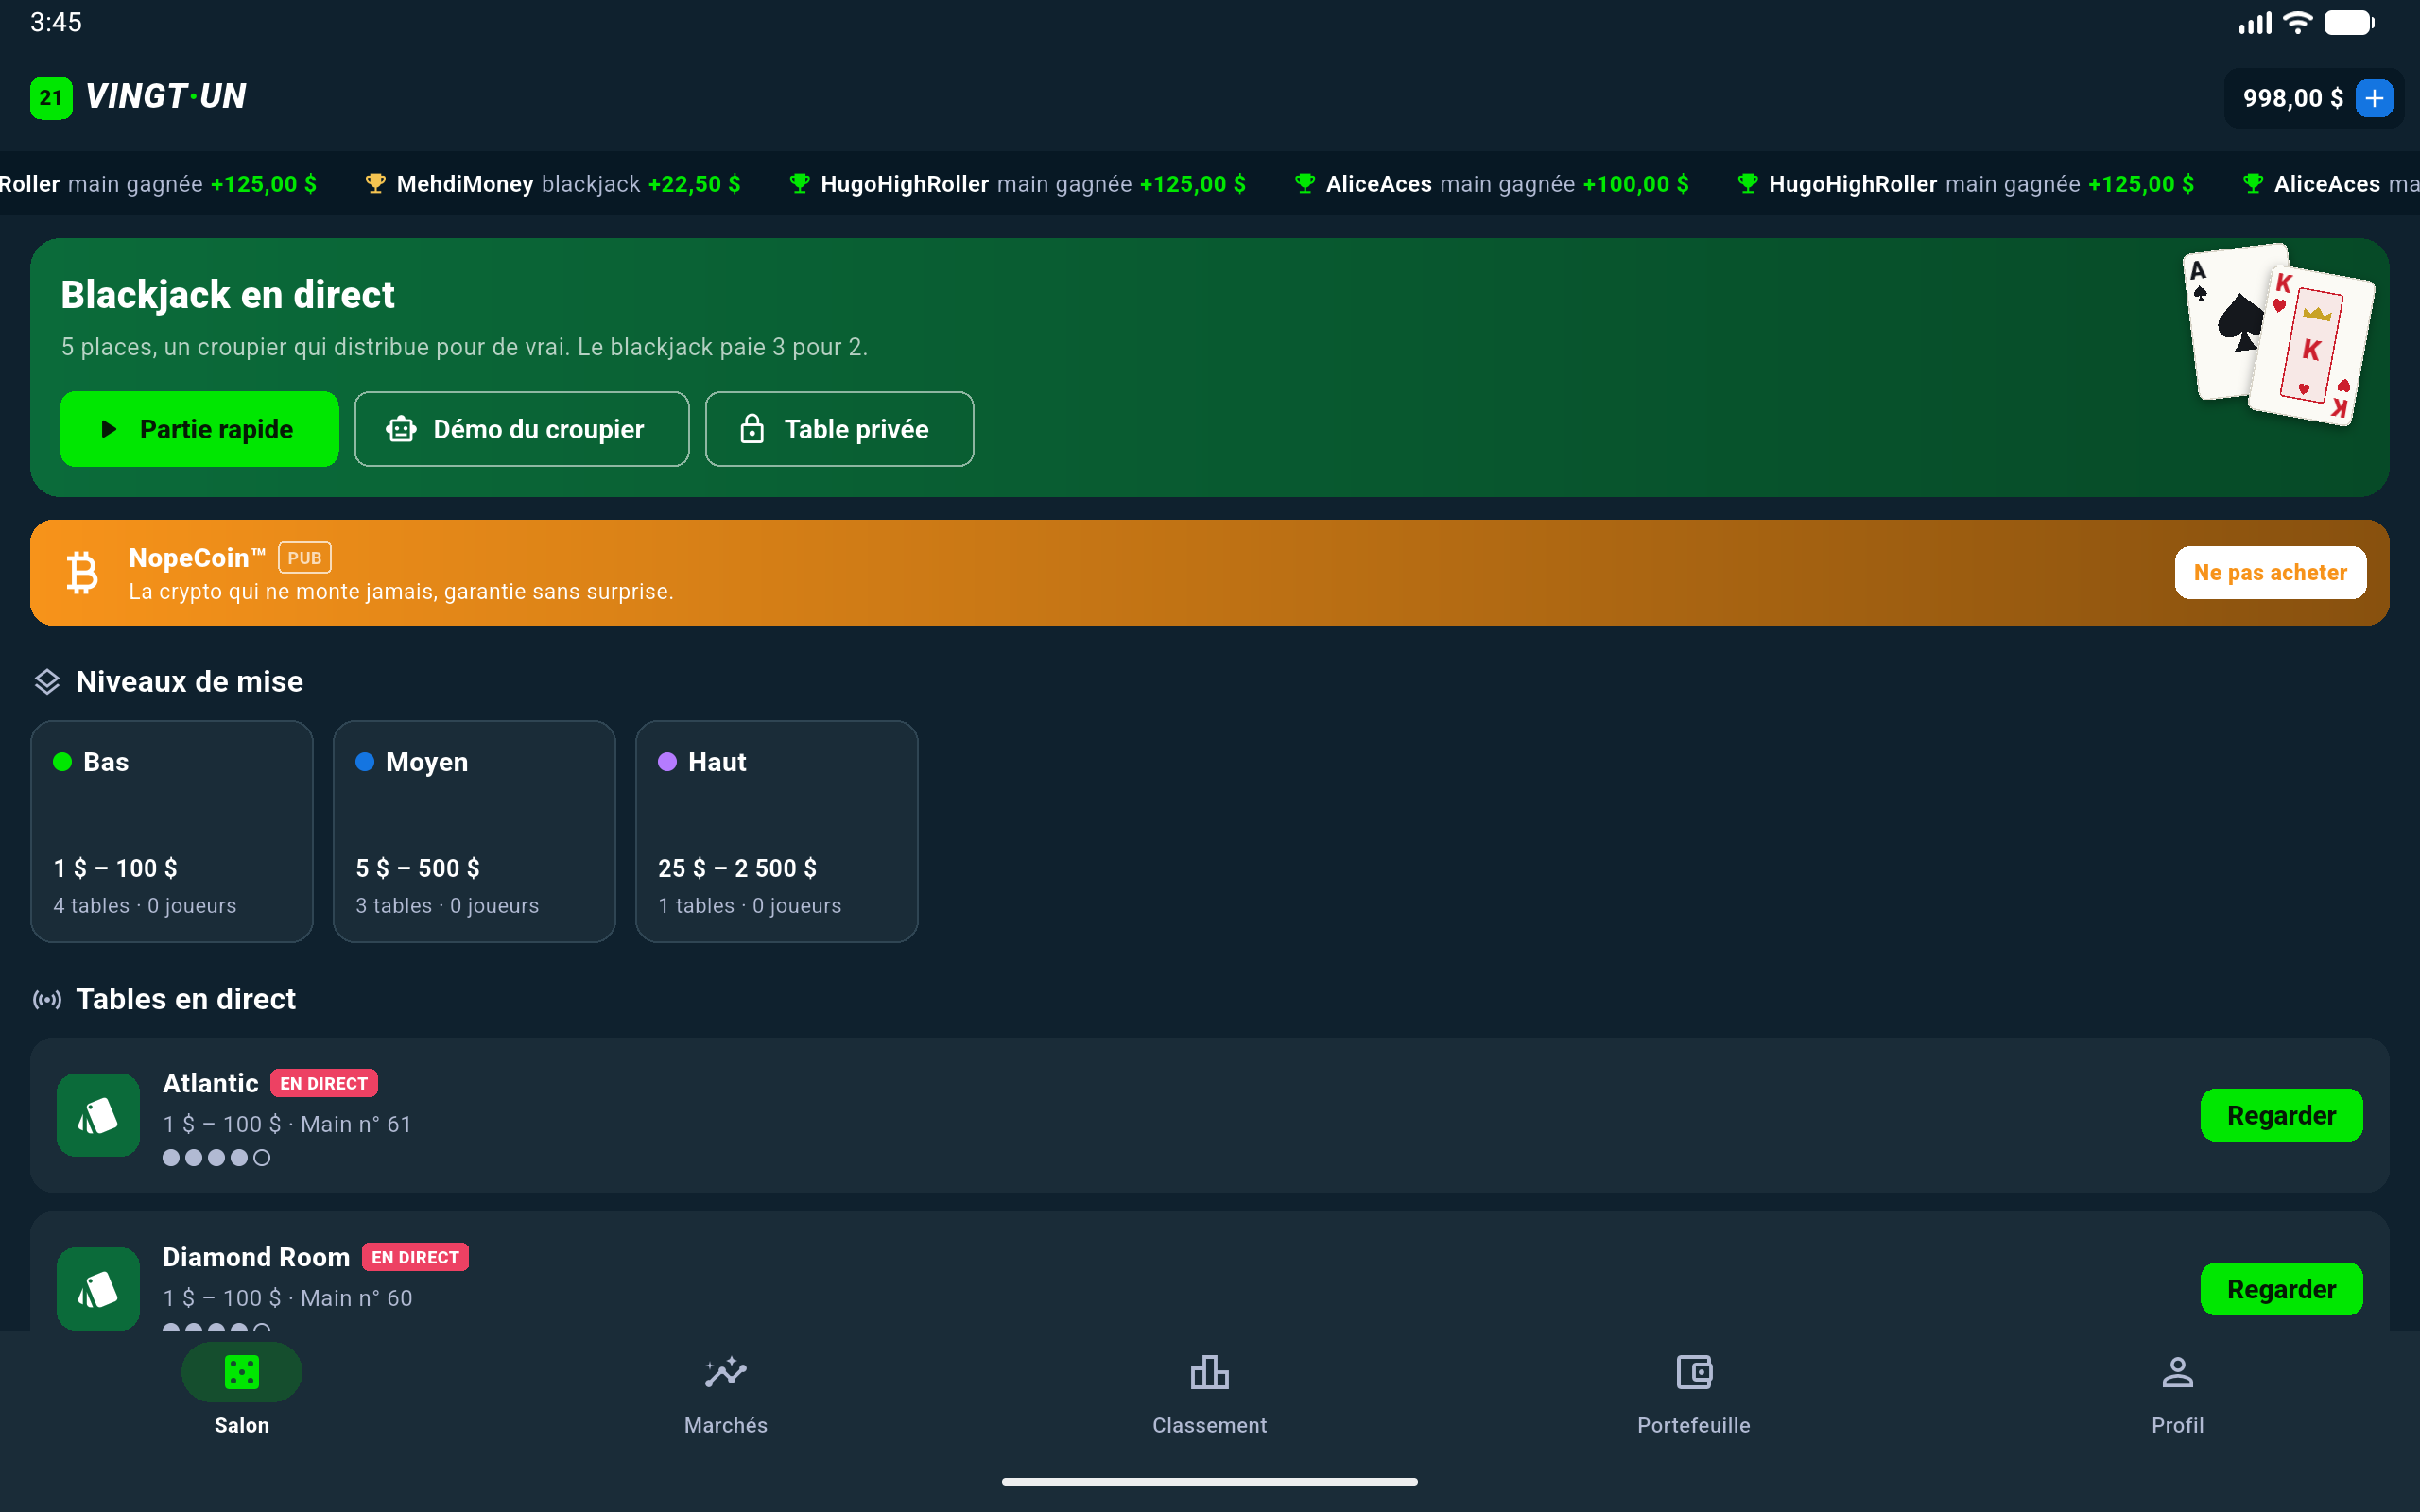 3:45
21 VINGT·UN
998,00 $
Roller main gagnée +125,00 $ MehdiMoney blackjack +22,50 $ HugoHighRoller main gagnée +125,00 $ AliceAces main gagnée +100,00 $ HugoHighRoller main gagnée +125,00 $ AliceAces ma
Blackjack en direct
5 places, un croupier qui distribue pour de vrai. Le blackjack paie 3 pour 2.
Partie rapide
Démo du croupier
Table privée
A
K
K
K
NopeCoin™ PUB
La crypto qui ne monte jamais, garantie sans surprise.
Ne pas acheter
Niveaux de mise
Bas
1 $ – 100 $
4 tables · 0 joueurs
Moyen
5 $ – 500 $
3 tables · 0 joueurs
Haut
25 $ – 2 500 $
1 tables · 0 joueurs
Tables en direct
Atlantic EN DIRECT
1 $ – 100 $ · Main n° 61
Regarder
Diamond Room EN DIRECT
1 $ – 100 $ · Main n° 60
Regarder
Salon
Marchés
Classement
Portefeuille
Profil